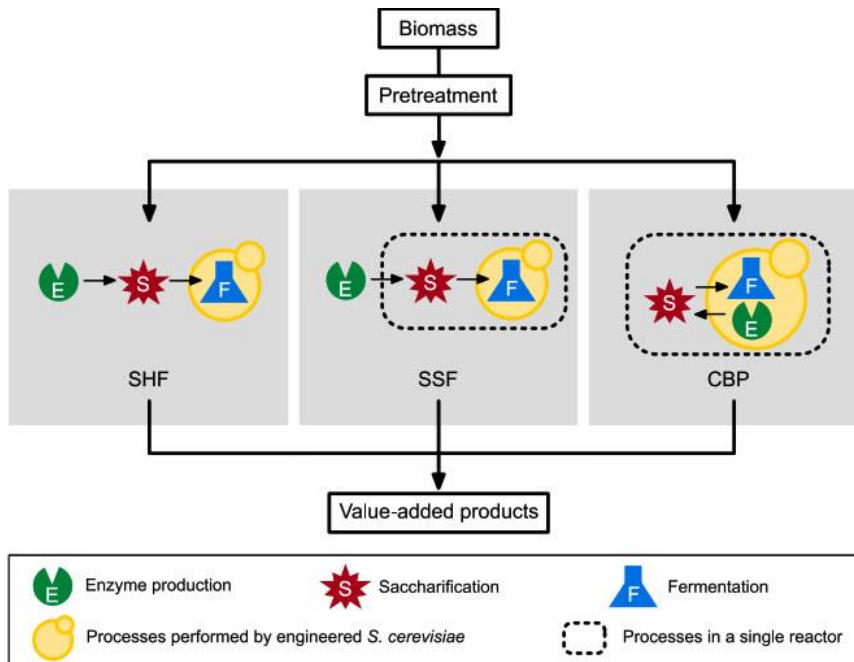 Biomass
Pretreatment
E
S
F
SHF
E
S
F
SSF
S
F
E
CBP
Value-added products
E Enzyme production
S Saccharification
F Fermentation
Processes performed by engineered S. cerevisiae
Processes in a single reactor